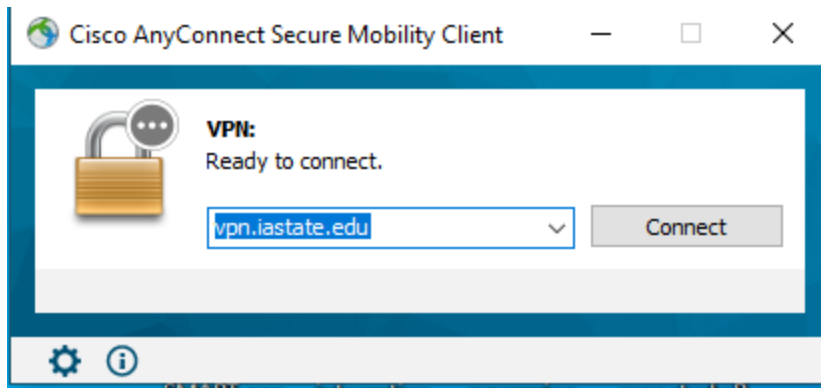 Cisco AnyConnect Secure Mobility Client
VPN:
Ready to connect.
vpn.iastate.edu
Connect